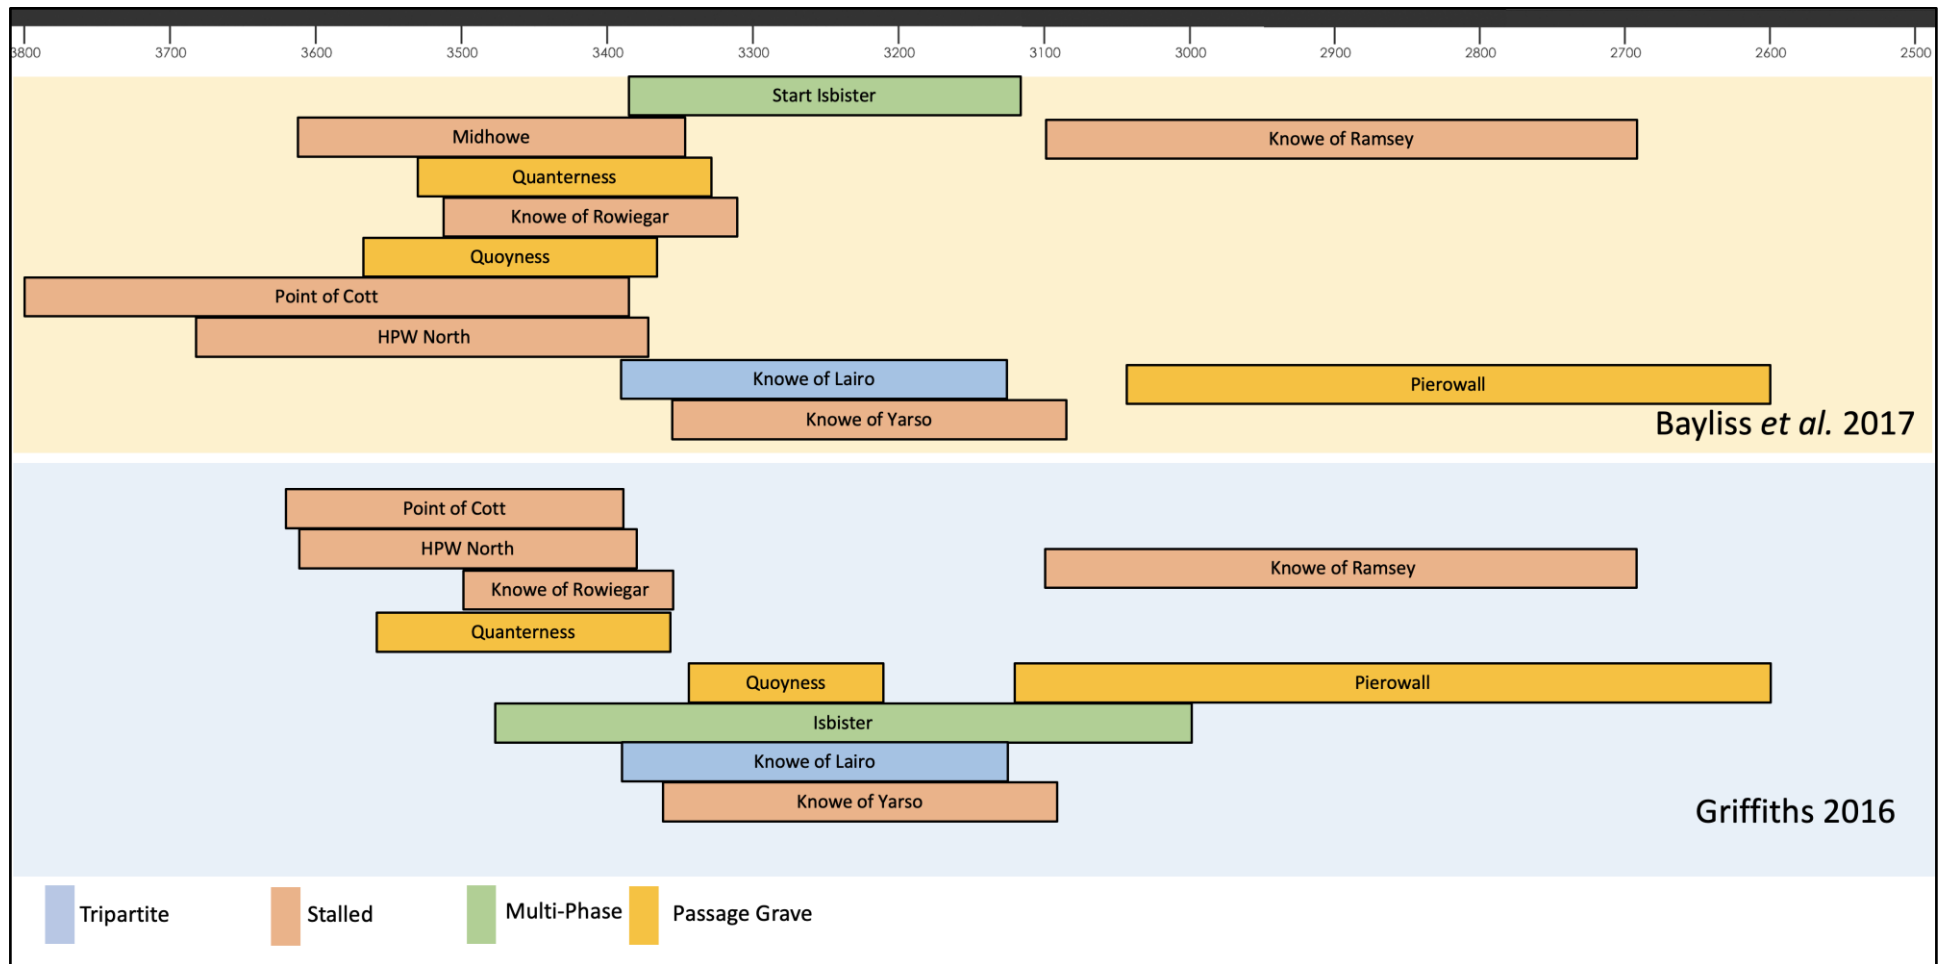 3800 3700 3600 3500 3400 3300 3200 3100 3000 2900 2800 2700 2600 2500
Start Isbister
Midhowe
Knowe of Ramsey
Quanterness
Knowe of Rowiegar
Quoyness
Point of Cott
HPW North
Knowe of Lairo
Pierowall
Knowe of Yarso
Bayliss et al. 2017
Point of Cott
HPW North
Knowe of Ramsey
Knowe of Rowiegar
Quanterness
Quoyness
Pierowall
Isbister
Knowe of Lairo
Knowe of Yarso
Griffiths 2016
Tripartite
Stalled
Multi-Phase
Passage Grave